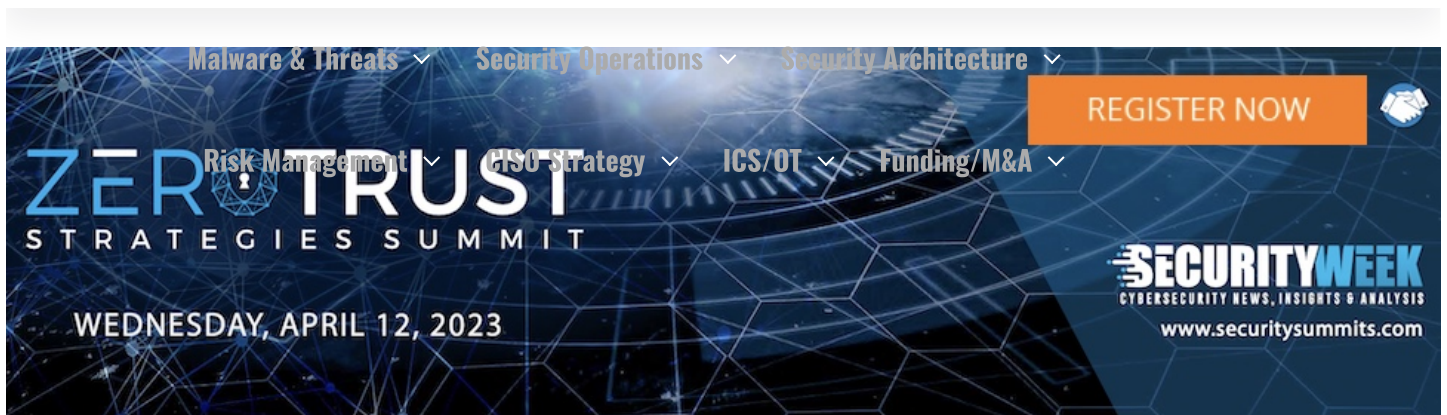 Malware & Threats Security Operations Security Architecture
REGISTER NOW
Risk Management CISO Strategy ICS/OT Funding/M&A
ZERO TRUST
STRATEGIES SUMMIT
WEDNESDAY, APRIL 12, 2023
SECURITYWEEK
CYBERSECURITY NEWS, INSIGHTS & ANALYSIS
www.securitysummits.com